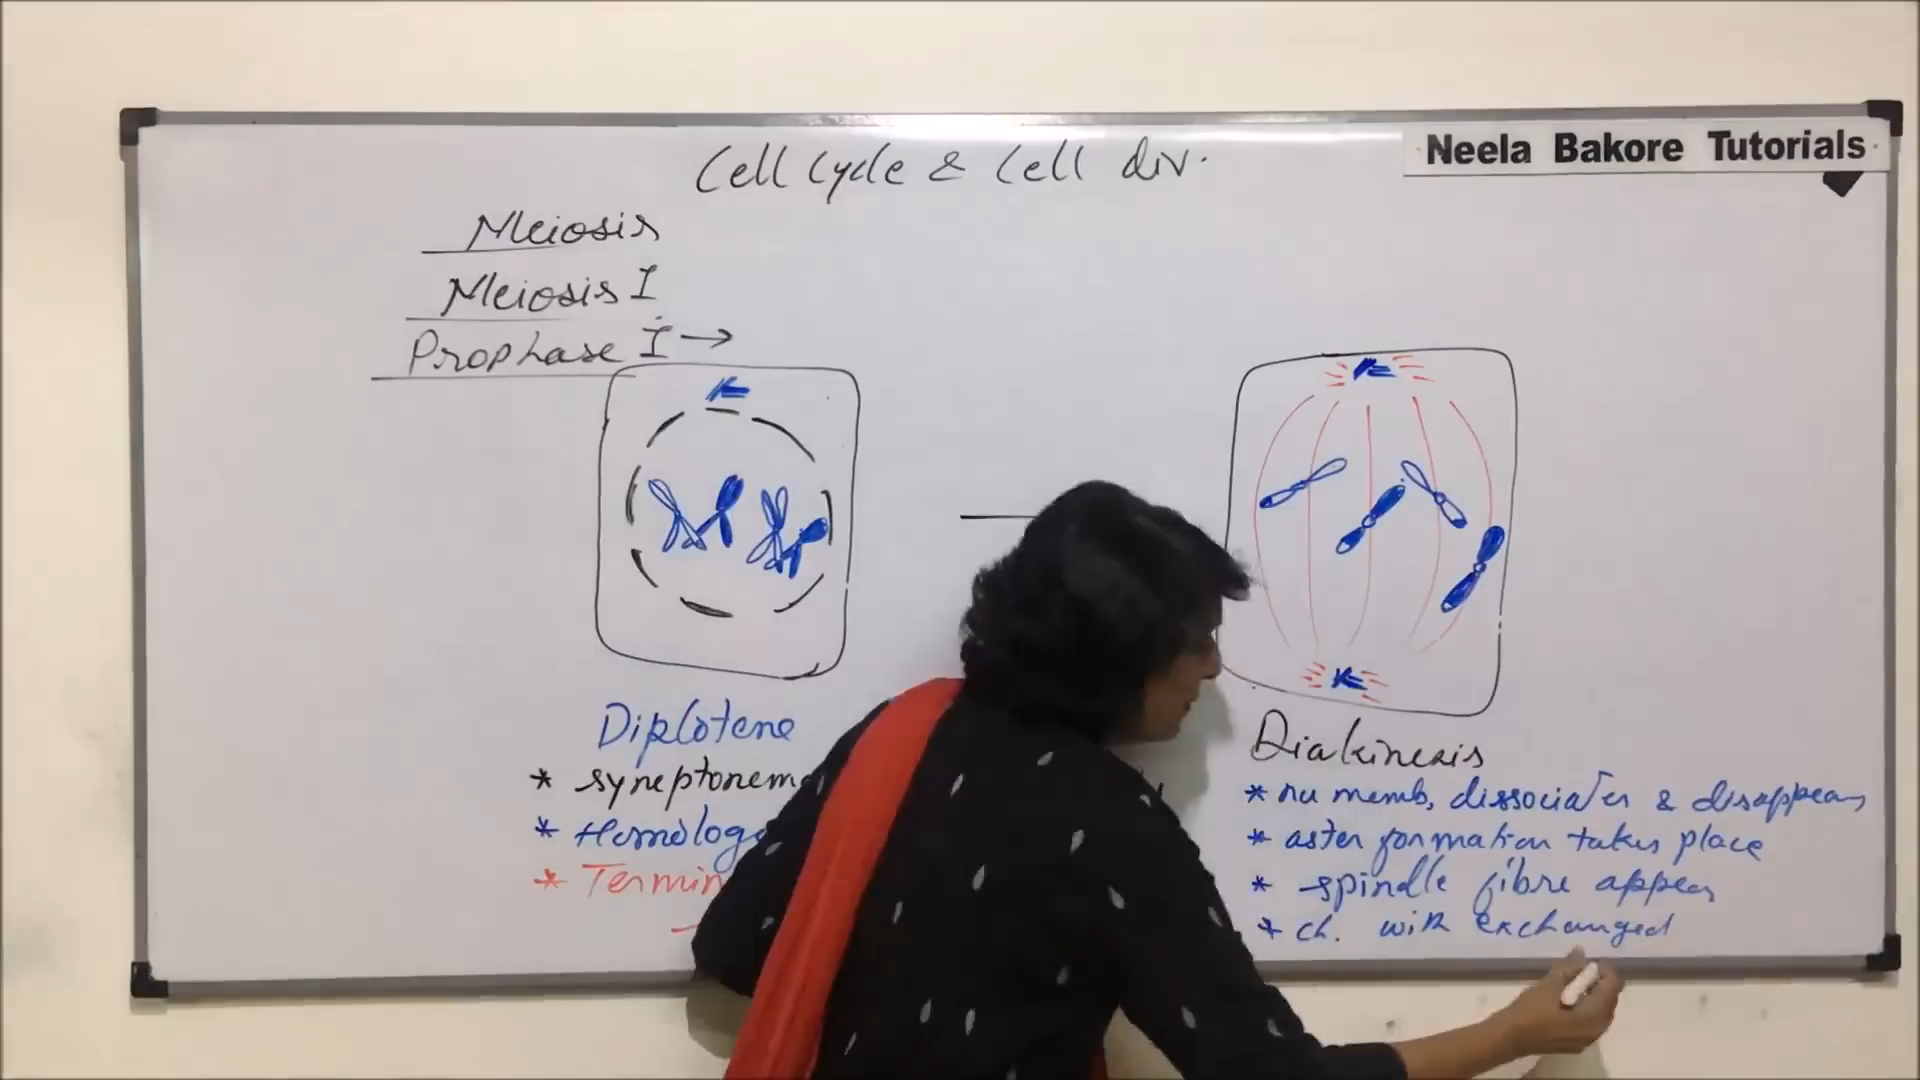 Cell Cycle & Cell div.
Neela Bakore Tutorials
Meiosis
Meiosis I
Prophase I →
Diplotene
* synaptonem
* Homologo
* Termin
Diakinesis
* nu memb, dissociates & disappears
* aster formation takes place
* spindle fibre appears
* ch. with exchanged